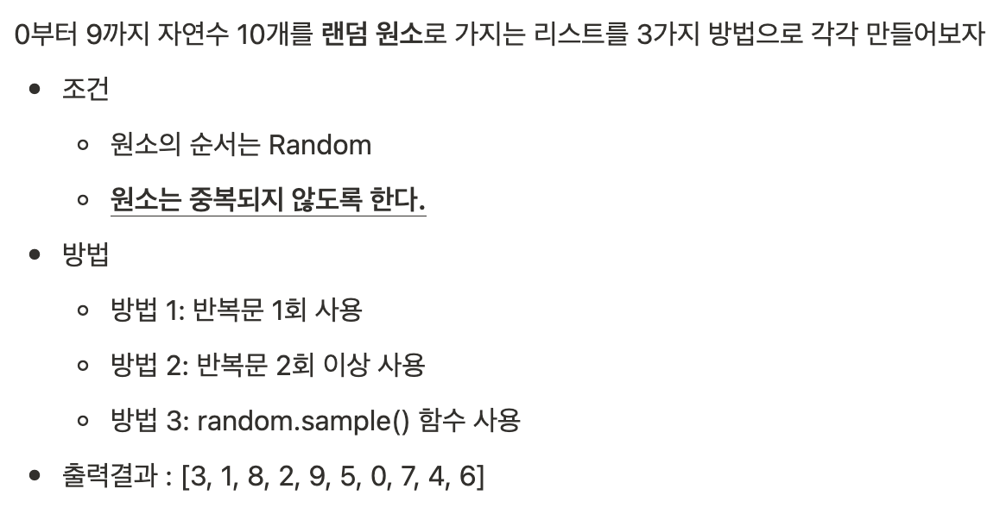 0부터 9까지 자연수 10개를 랜덤 원소로 가지는 리스트를 3가지 방법으로 각각 만들어보자
조건
원소의 순서는 Random
원소는 중복되지 않도록 한다.
방법
방법 1: 반복문 1회 사용
방법 2: 반복문 2회 이상 사용
방법 3: random.sample() 함수 사용
출력결과 : [3, 1, 8, 2, 9, 5, 0, 7, 4, 6]